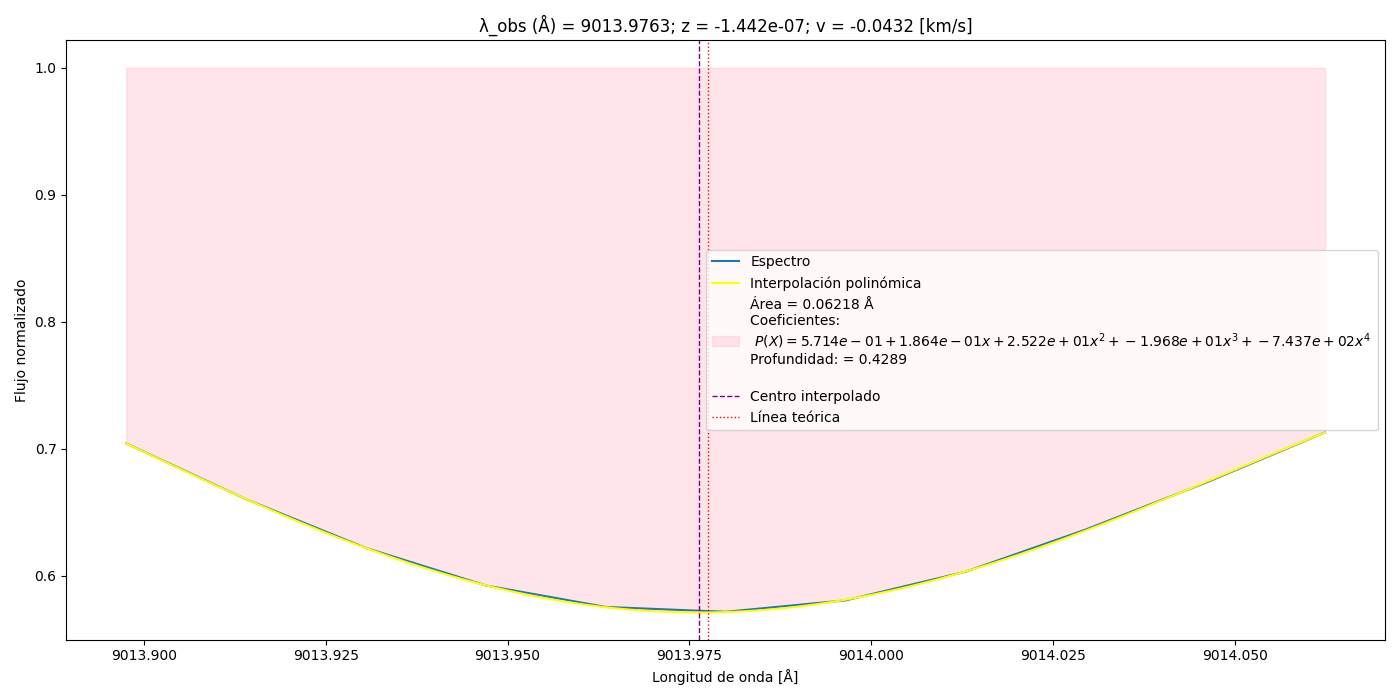 λ_obs (Å) = 9013.9763; z = -1.442e-07; v = -0.0432 [km/s]
Flujo normalizado
1.0
0.9
0.8
0.7
0.6
Espectro
Interpolación polinómica
Área = 0.06218 Å
Coeficientes:
P(X) = 5.714e − 01 + 1.864e − 01x + 2.522e + 01x² + − 1.968e + 01x³ + − 7.437e + 02x⁴
Profundidad: = 0.4289
Centro interpolado
Línea teórica
9013.900 9013.925 9013.950 9013.975 9014.000 9014.025 9014.050
Longitud de onda [Å]